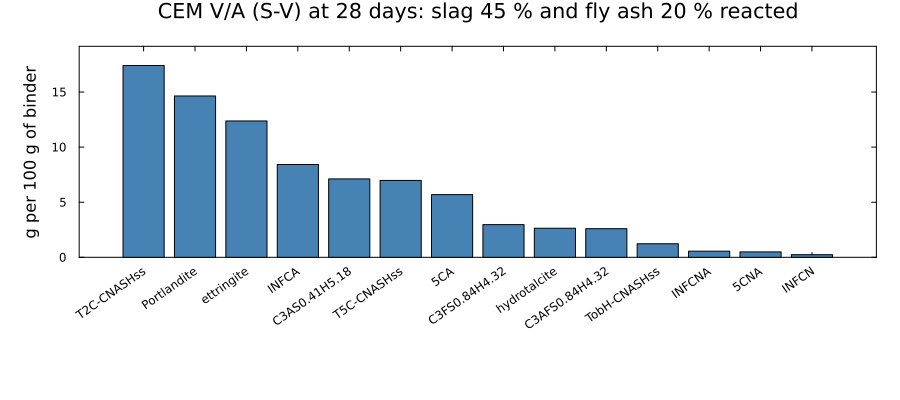 CEM V/A (S-V) at 28 days: slag 45 % and fly ash 20 % reacted
g per 100 g of binder
15
10
5
0
T2C-CNASHss
Portlandite
ettringite
INFCA
C3AS0.41H5.18
T5C-CNASHss
5CA
C3FS0.84H4.32
hydrotalcite
C3AFS0.84H4.32
TobH-CNASHss
INFCNA
5CNA
INFCN